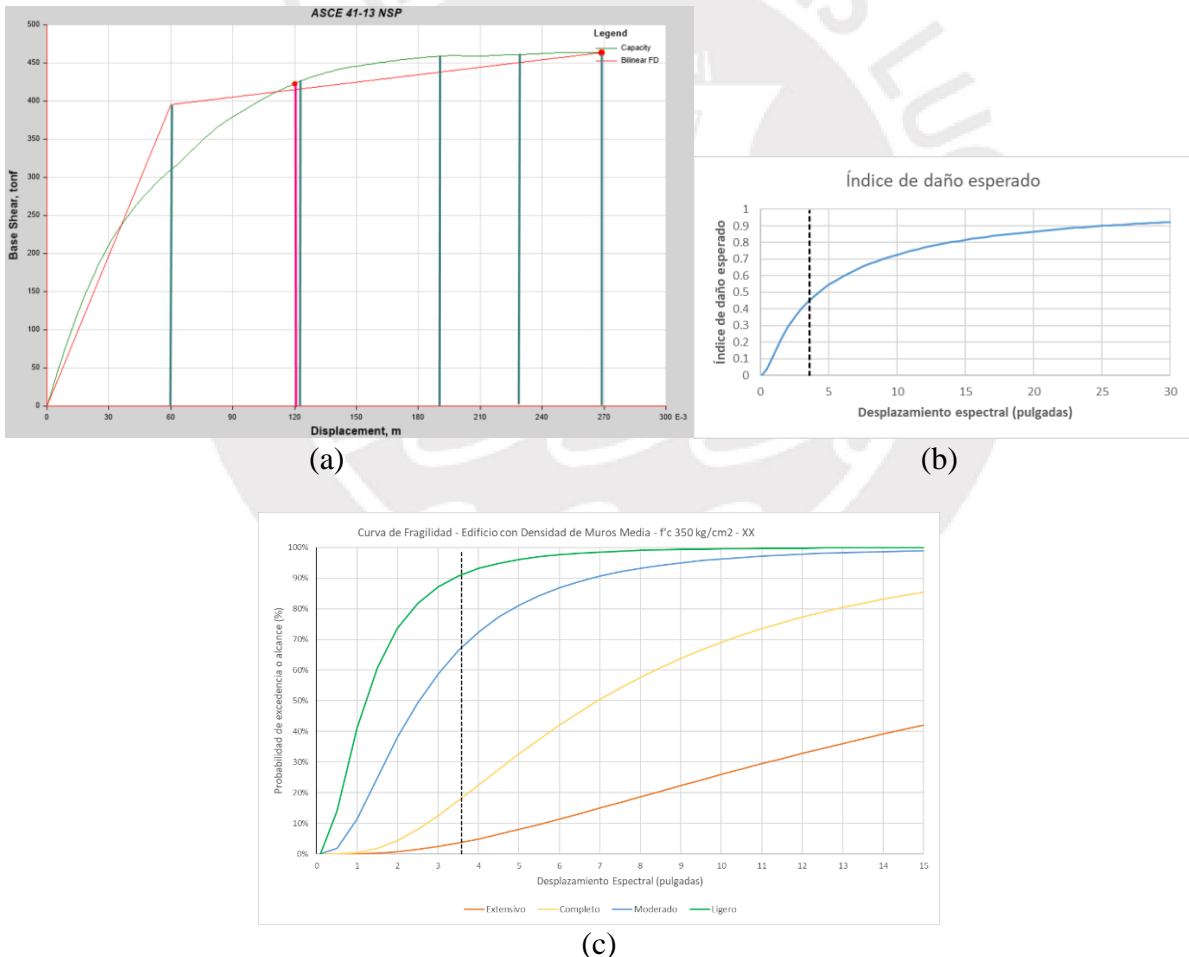 ASCE 41-13 NSP
Legend
Capacity
Bilinear FD
Base Shear, tonf
500
450
400
350
300
250
200
150
100
50
0
0 30 60 90 120 150 180 210 240 270 300 E-3
Displacement, m
(a)
Índice de daño esperado
Índice de daño esperado
1
0.9
0.8
0.7
0.6
0.5
0.4
0.3
0.2
0.1
0
0 5 10 15 20 25 30
Desplazamiento espectral (pulgadas)
(b)
Curva de Fragilidad - Edificio con Densidad de Muros Media - f'c 350 kg/cm2 - XX
Probabilidad de excedencia o alcance (%)
100%
90%
80%
70%
60%
50%
40%
30%
20%
10%
0%
0 1 2 3 4 5 6 7 8 9 10 11 12 13 14 15
Desplazamiento Espectral (pulgadas)
Extensivo Completo Moderado Ligero
(c)